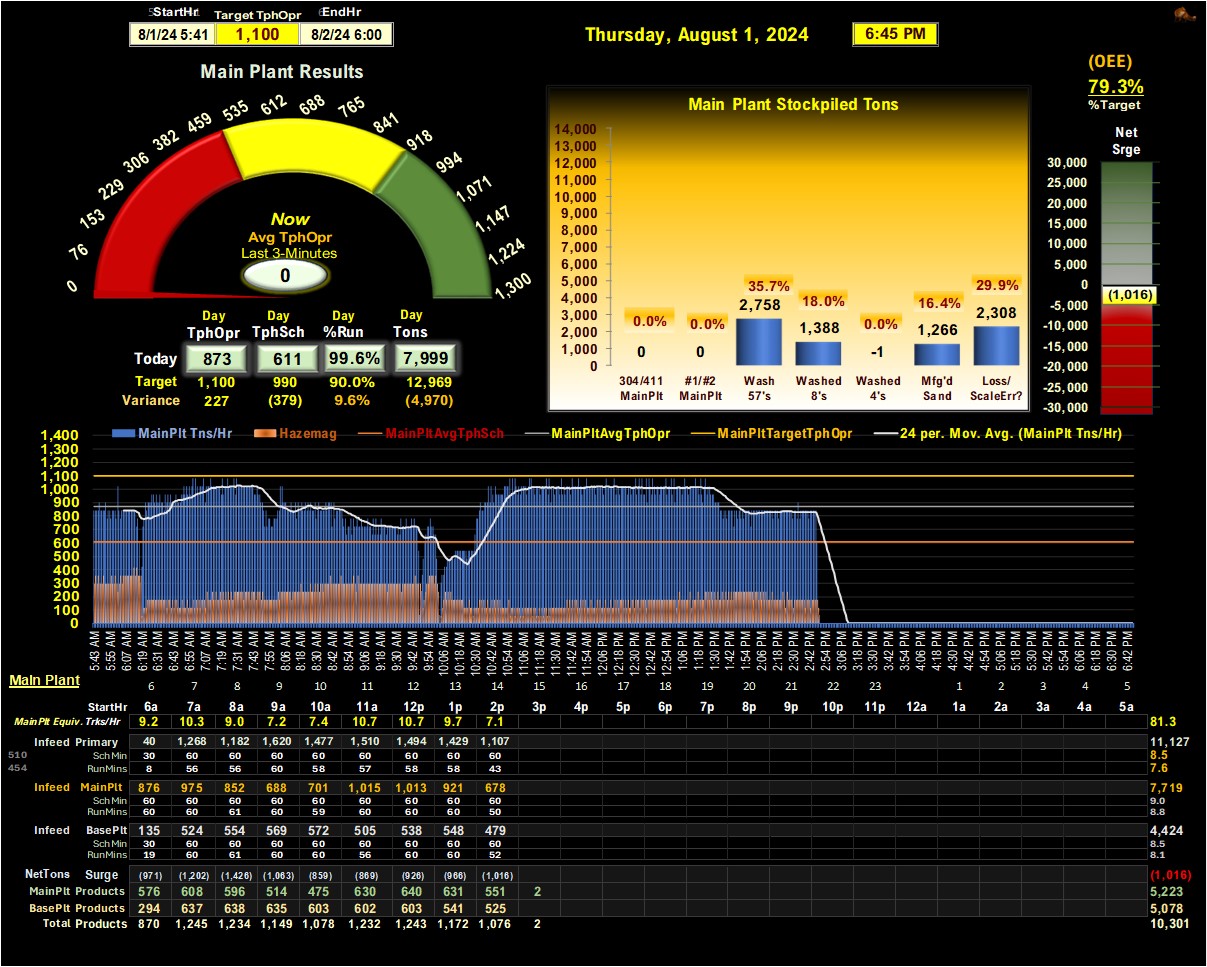 StartHr Target TphOpr EndHr
8/1/24 5:41 1,100 8/2/24 6:00
Thursday, August 1, 2024 6:45 PM
(OEE)
79.3%
%Target
Main Plant Results
0 76 153 229 306 382 459 535 612 688 765 841 918 994 1,071 1,147 1,224 1,300
Now
Avg TphOpr
Last 3-Minutes
0
Day Day Day Day
TphOpr TphSch %Run Tons
Today 873 611 99.6% 7,999
Target 1,100 990 90.0% 12,969
Variance 227 (379) 9.6% (4,970)
Main Plant Stockpiled Tons
14,000
13,000
12,000
11,000
10,000
9,000
8,000
7,000
6,000
5,000
4,000
3,000
2,000
1,000
0
0.0% 0.0% 35.7% 18.0% 0.0% 16.4% 29.9%
0 0 2,758 1,388 -1 1,266 2,308
304/411 #1/#2 Wash Washed Washed Mfg'd Loss/
MainPlt MainPlt 57's 8's 4's Sand ScaleErr?
Net
Srge
30,000
25,000
20,000
15,000
10,000
5,000
0
(1,016)
-5,000
-10,000
-15,000
-20,000
-25,000
-30,000
MainPlt Tns/Hr Hazemag MainPltAvgTphSch MainPltAvgTphOpr MainPltTargetTphOpr 24 per. Mov. Avg. (MainPlt Tns/Hr)
1,400
1,300
1,200
1,100
1,000
900
800
700
600
500
400
300
200
100
0
5:43 AM 5:55 AM 6:07 AM 6:19 AM 6:31 AM 6:43 AM 6:55 AM 7:07 AM 7:19 AM 7:31 AM 7:43 AM 7:55 AM 8:06 AM 8:18 AM 8:30 AM 8:42 AM 8:54 AM 9:06 AM 9:18 AM 9:30 AM 9:42 AM 9:54 AM 10:06 AM 10:18 AM 10:30 AM 10:42 AM 10:54 AM 11:06 AM 11:18 AM 11:30 AM 11:42 AM 11:54 AM 12:06 PM 12:18 PM 12:30 PM 12:42 PM 12:54 PM 1:06 PM 1:18 PM 1:30 PM 1:42 PM 1:54 PM 2:06 PM 2:18 PM 2:30 PM 2:42 PM 2:54 PM 3:06 PM 3:18 PM 3:30 PM 3:42 PM 3:54 PM 4:06 PM 4:18 PM 4:30 PM 4:42 PM 4:54 PM 5:06 PM 5:18 PM 5:30 PM 5:42 PM 5:54 PM 6:06 PM 6:18 PM 6:30 PM 6:42 PM
Main Plant
6 7 8 9 10 11 12 13 14 15 16 17 18 19 20 21 22 23 1 2 3 4 5
StartHr 6a 7a 8a 9a 10a 11a 12p 1p 2p 3p 4p 5p 6p 7p 8p 9p 10p 11p 12a 1a 2a 3a 4a 5a
MainPlt Equiv. Trks/Hr 9.2 10.3 9.0 7.2 7.4 10.7 10.7 9.7 7.1 81.3
Infeed Primary 40 1,268 1,182 1,620 1,477 1,510 1,494 1,429 1,107 11,127
510 SchMin 30 60 60 60 60 60 60 60 60 8.5
454 RunMins 8 56 56 60 58 57 58 58 43 7.6
Infeed MainPlt 876 975 852 688 701 1,015 1,013 921 678 7,719
SchMin 60 60 60 60 60 60 60 60 60 9.0
RunMins 60 60 61 60 59 60 60 60 50 8.8
Infeed BasePlt 135 524 554 569 572 505 538 548 479 4,424
SchMin 30 60 60 60 60 60 60 60 60 8.5
RunMins 19 60 61 60 60 56 60 60 52 8.1
NetTons Surge (971) (1,202) (1,426) (1,063) (859) (869) (926) (966) (1,016) (1,016)
MainPlt Products 576 608 596 514 475 630 640 631 551 2 5,223
BasePlt Products 294 637 638 635 603 602 603 541 525 5,078
Total Products 870 1,245 1,234 1,149 1,078 1,232 1,243 1,172 1,076 2 10,301